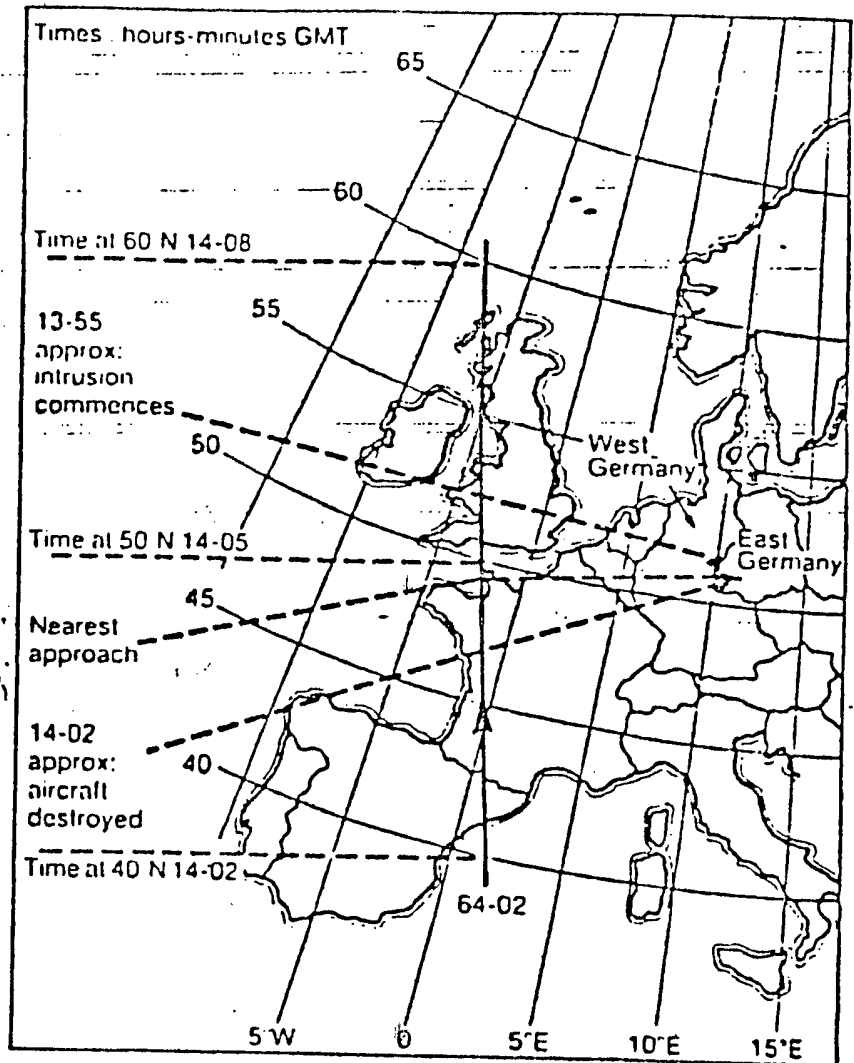 Times : hours-minutes GMT
65
60
Time at 60 N 14-08
55
13-55
approx:
intrusion
commences
50
West
Germany
Time at 50 N 14-05
East
Germany
45
Nearest
approach
14-02
approx:
aircraft
destroyed
40
Time at 40 N 14-02
64-02
5°W
0
5°E
10°E
15°E